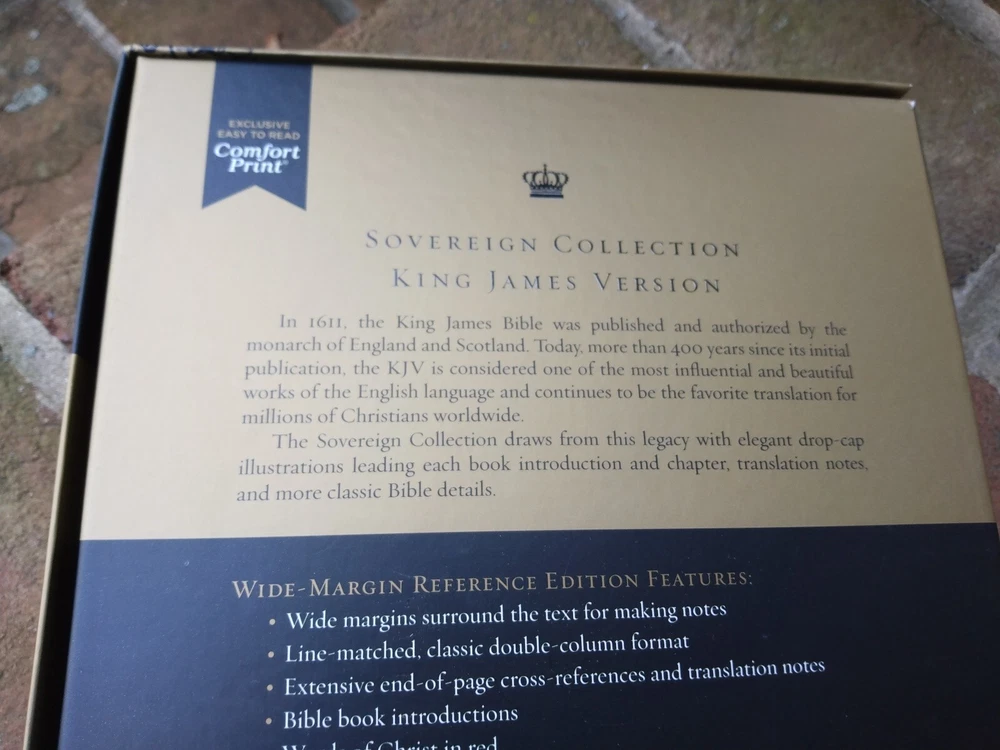 EXCLUSIVE
EASY TO READ
Comfort
Print®
SOVEREIGN COLLECTION
KING JAMES VERSION
In 1611, the King James Bible was published and authorized by the
monarch of England and Scotland. Today, more than 400 years since its initial
publication, the KJV is considered one of the most influential and beautiful
works of the English language and continues to be the favorite translation for
millions of Christians worldwide.
The Sovereign Collection draws from this legacy with elegant drop-cap
illustrations leading each book introduction and chapter, translation notes,
and more classic Bible details.
WIDE-MARGIN REFERENCE EDITION FEATURES:
• Wide margins surround the text for making notes
• Line-matched, classic double-column format
• Extensive end-of-page cross-references and translation notes
• Bible book introductions
Words of Christ in red